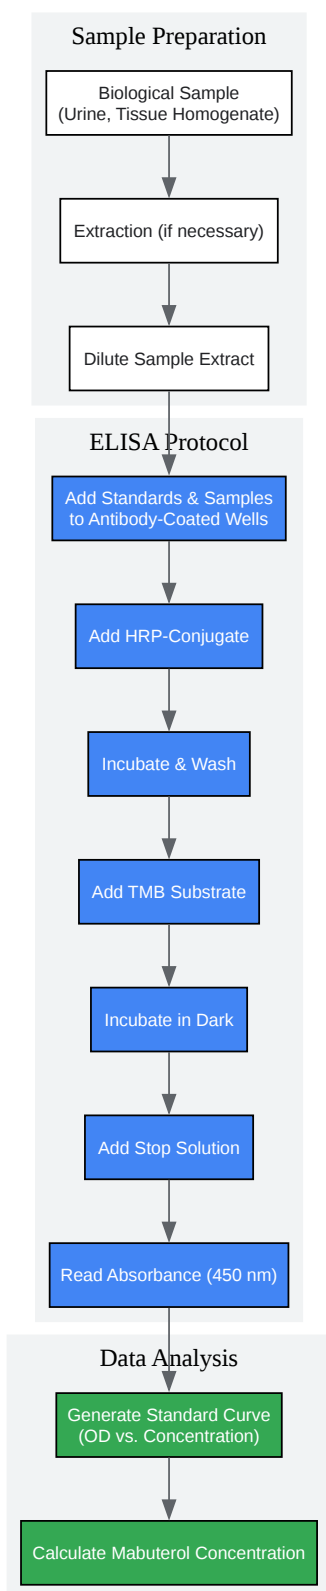 Sample Preparation
Biological Sample
(Urine, Tissue Homogenate)
Extraction (if necessary)
Dilute Sample Extract
ELISA Protocol
Add Standards & Samples
to Antibody-Coated Wells
Add HRP-Conjugate
Incubate & Wash
Add TMB Substrate
Incubate in Dark
Add Stop Solution
Read Absorbance (450 nm)
Data Analysis
Generate Standard Curve
(OD vs. Concentration)
Calculate Mabuterol Concentration